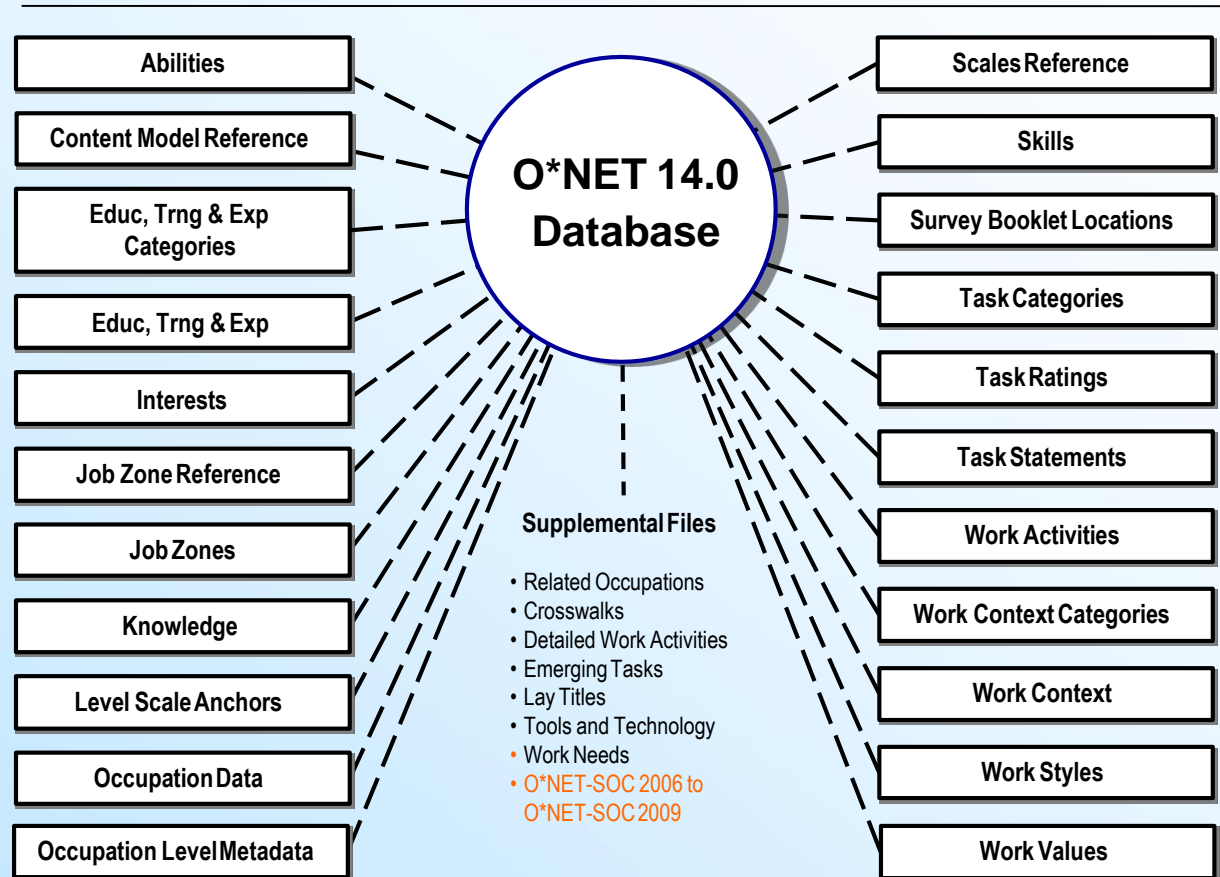 Abilities
Content Model Reference
Educ, Trng & Exp
Categories
Educ, Trng & Exp
Interests
Job Zone Reference
Job Zones
Knowledge
Level Scale Anchors
Occupation Data
Occupation Level Metadata
O*NET 14.0
Database
Supplemental Files
• Related Occupations
• Crosswalks
• Detailed Work Activities
• Emerging Tasks
• Lay Titles
• Tools and Technology
• Work Needs
• O*NET-SOC 2006 to
O*NET-SOC 2009
Scales Reference
Skills
Survey Booklet Locations
Task Categories
Task Ratings
Task Statements
Work Activities
Work Context Categories
Work Context
Work Styles
Work Values